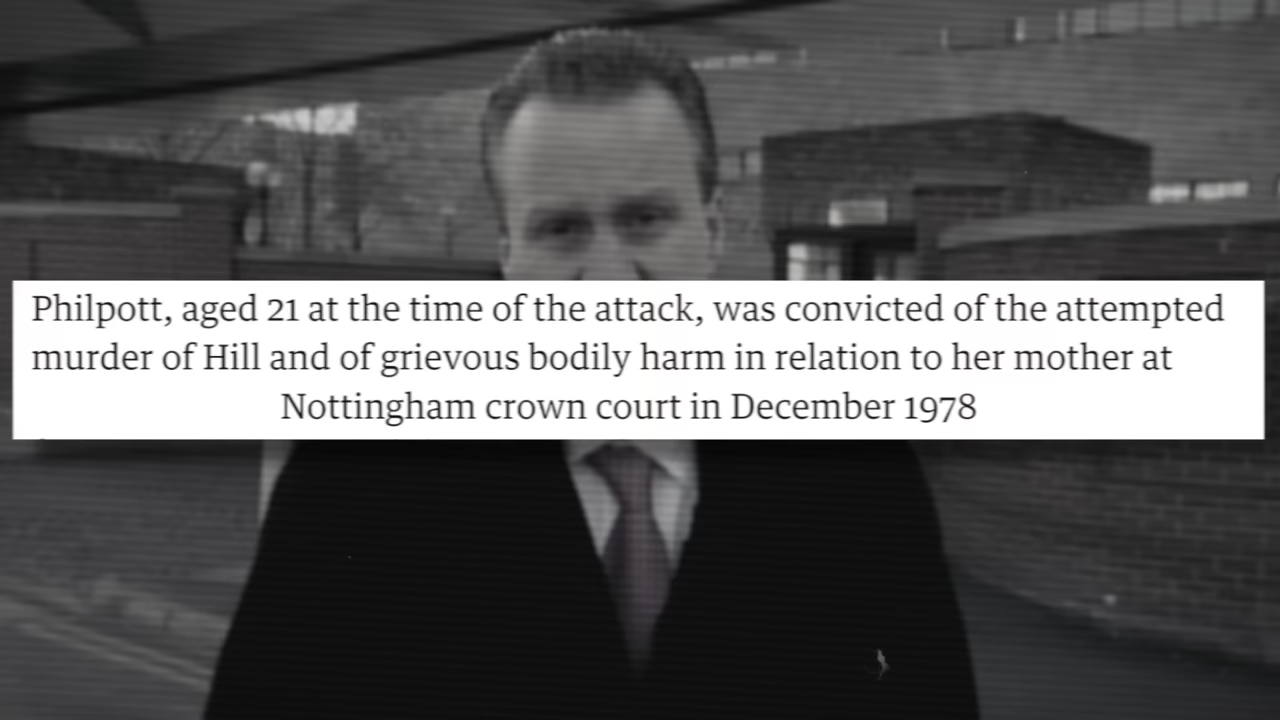 Philpott, aged 21 at the time of the attack, was convicted of the attempted
murder of Hill and of grievous bodily harm in relation to her mother at
Nottingham crown court in December 1978